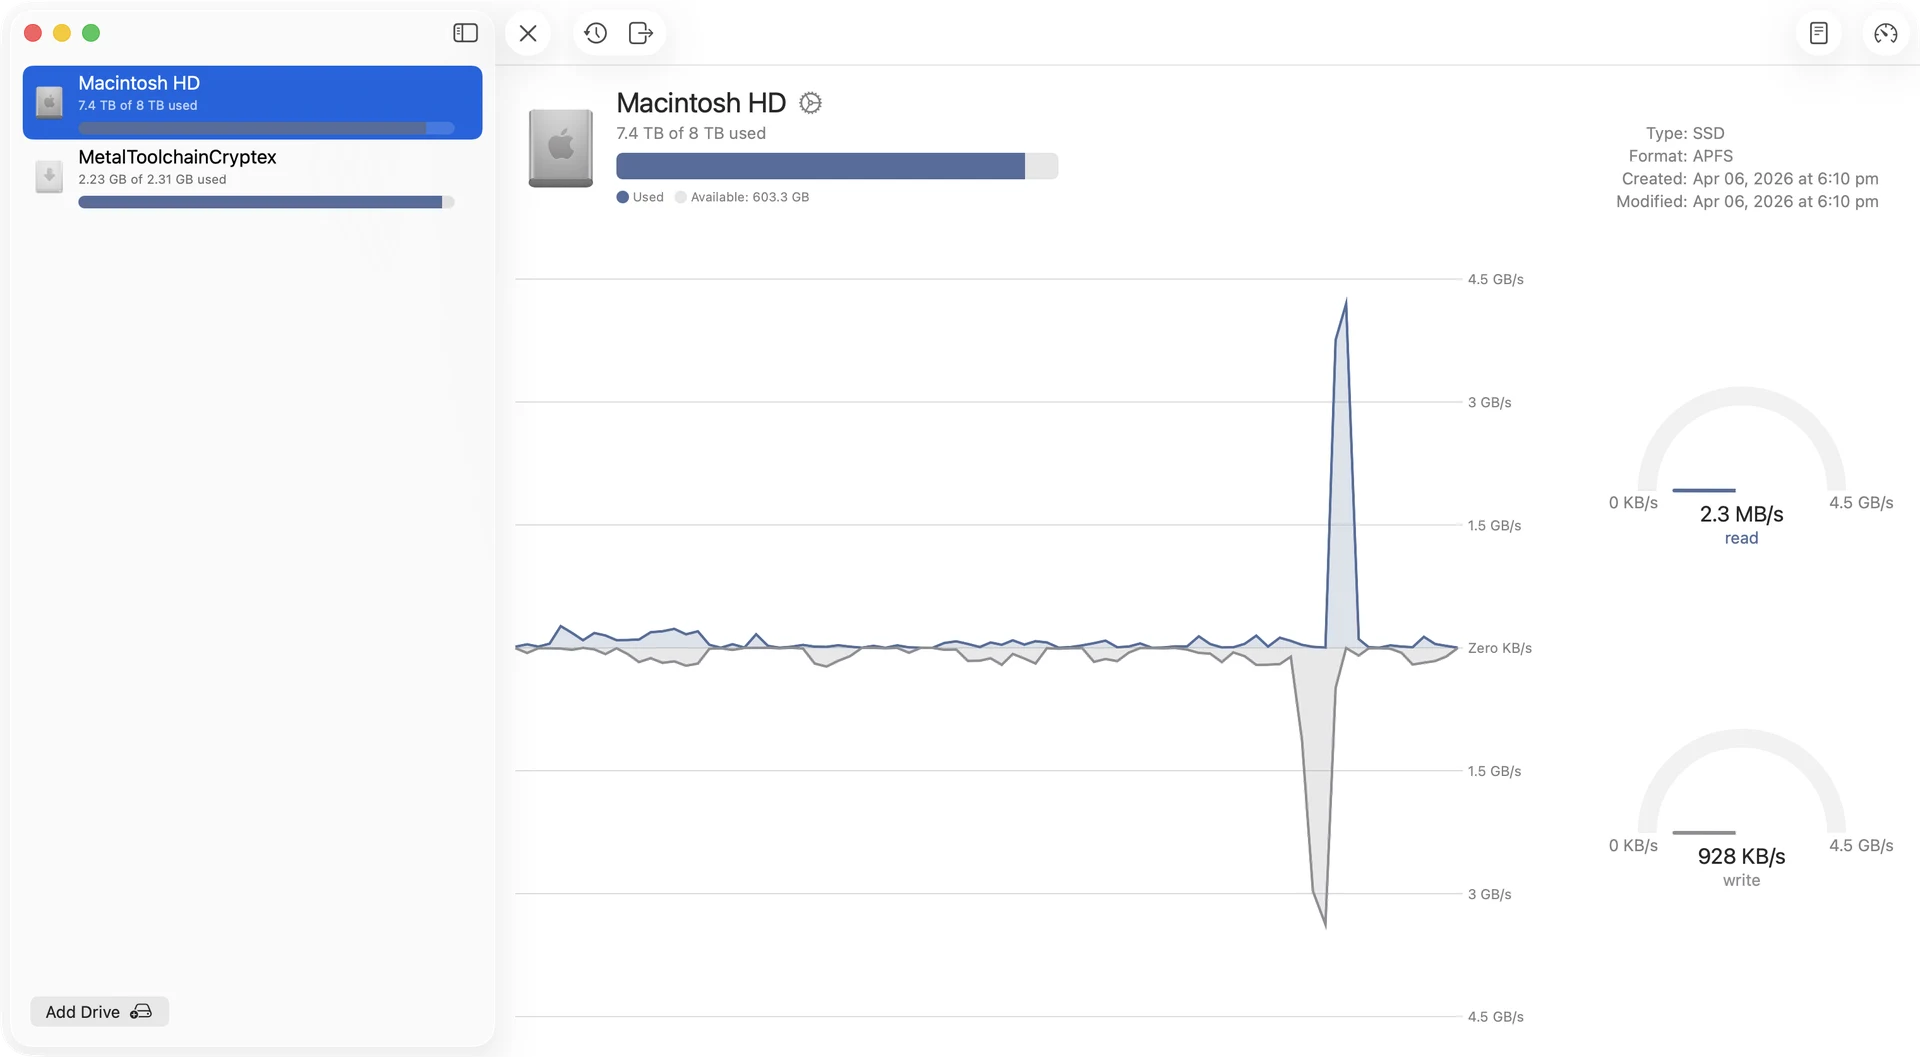 Macintosh HD
7.4 TB of 8 TB used
MetalToolchainCryptex
2.23 GB of 2.31 GB used
Add Drive
Macintosh HD
7.4 TB of 8 TB used
Used
Available: 603.3 GB
Type: SSD
Format: APFS
Created: Apr 06, 2026 at 6:10 pm
Modified: Apr 06, 2026 at 6:10 pm
4.5 GB/s
3 GB/s
1.5 GB/s
Zero KB/s
1.5 GB/s
3 GB/s
4.5 GB/s
0 KB/s
4.5 GB/s
2.3 MB/s
read
0 KB/s
4.5 GB/s
928 KB/s
write